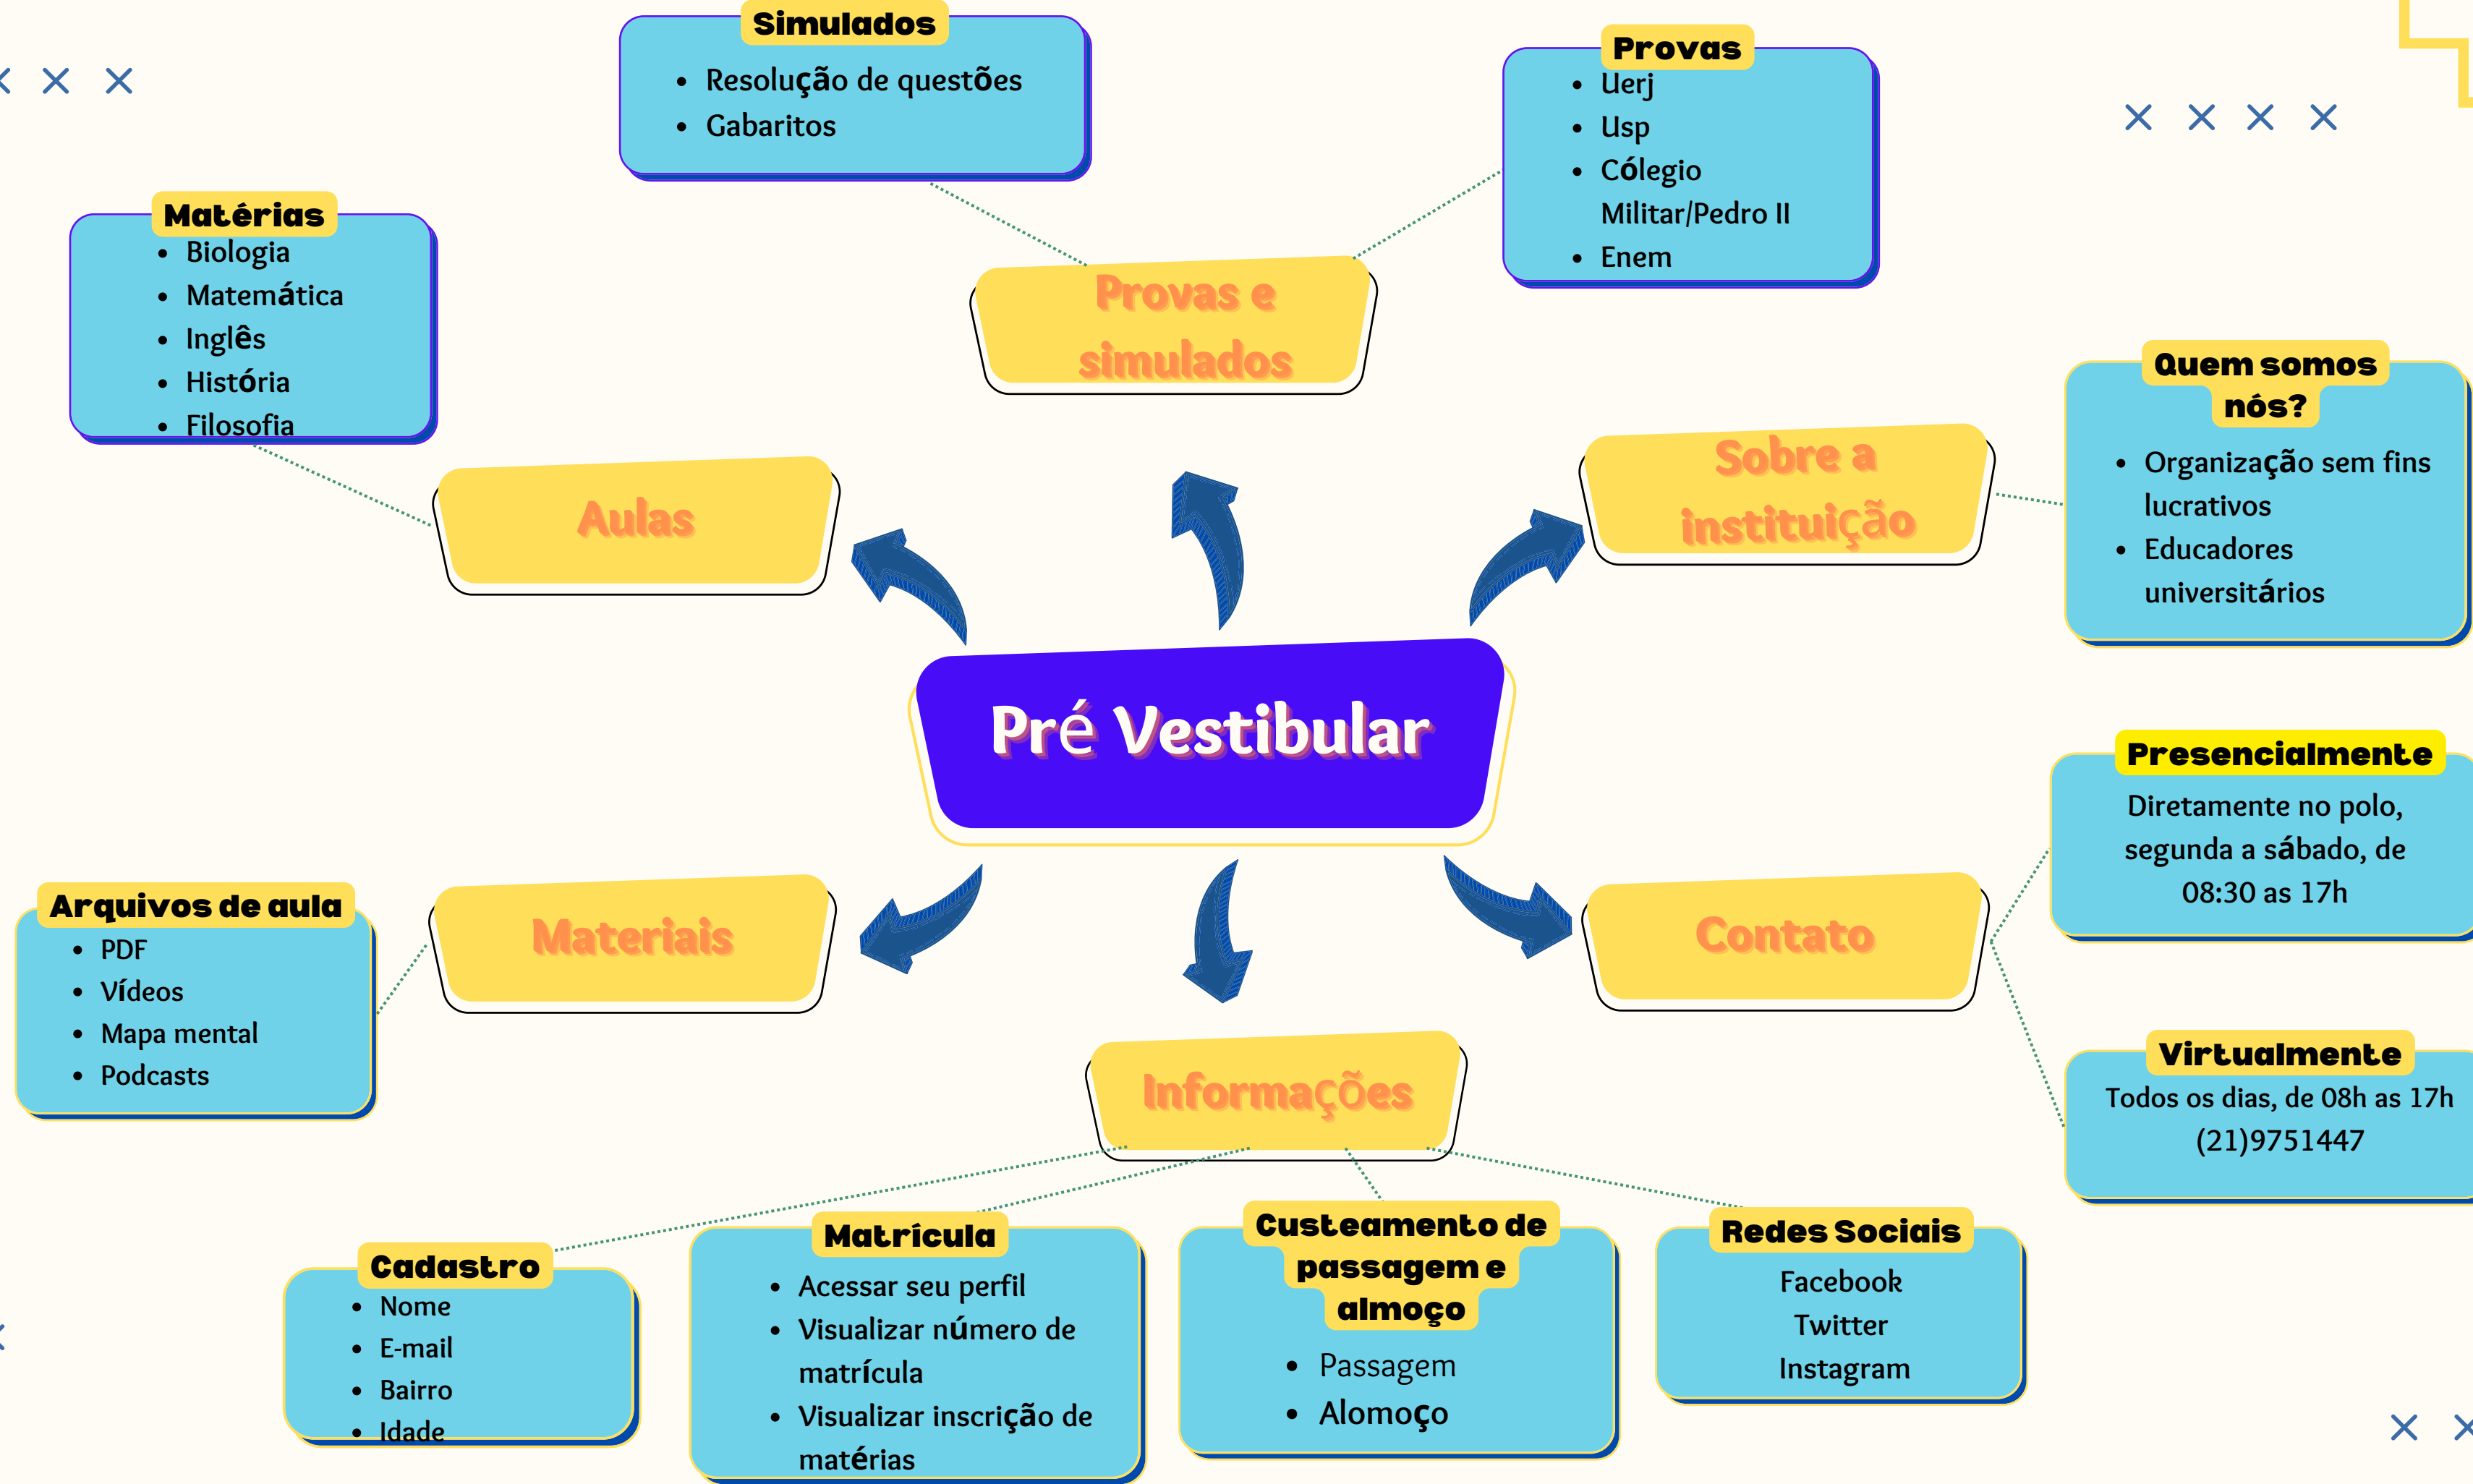 Simulados
Resolução de questões
Gabaritos
Provas
Uerj
Usp
Cólegio
Militar/Pedro II
Enem
Matérias
Biologia
Matemática
Inglês
História
Filosofia
Provas e
simulados
Aulas
Sobre a
instituição
Quem somos
nós?
Organização sem fins
lucrativos
Educadores
universitários
Pré Vestibular
Presencialmente
Diretamente no polo,
segunda a sábado, de
08:30 as 17h
Arquivos de aula
PDF
Vídeos
Mapa mental
Podcasts
Materiais
Contato
Virtualmente
Todos os dias, de 08h as 17h
(21)9751447
Informações
Cadastro
Nome
E-mail
Bairro
Idade
Matrícula
Acessar seu perfil
Visualizar número de
matrícula
Visualizar inscrição de
matérias
Custeamento de
passagem e
almoço
Passagem
Alomoço
Redes Sociais
Facebook
Twitter
Instagram